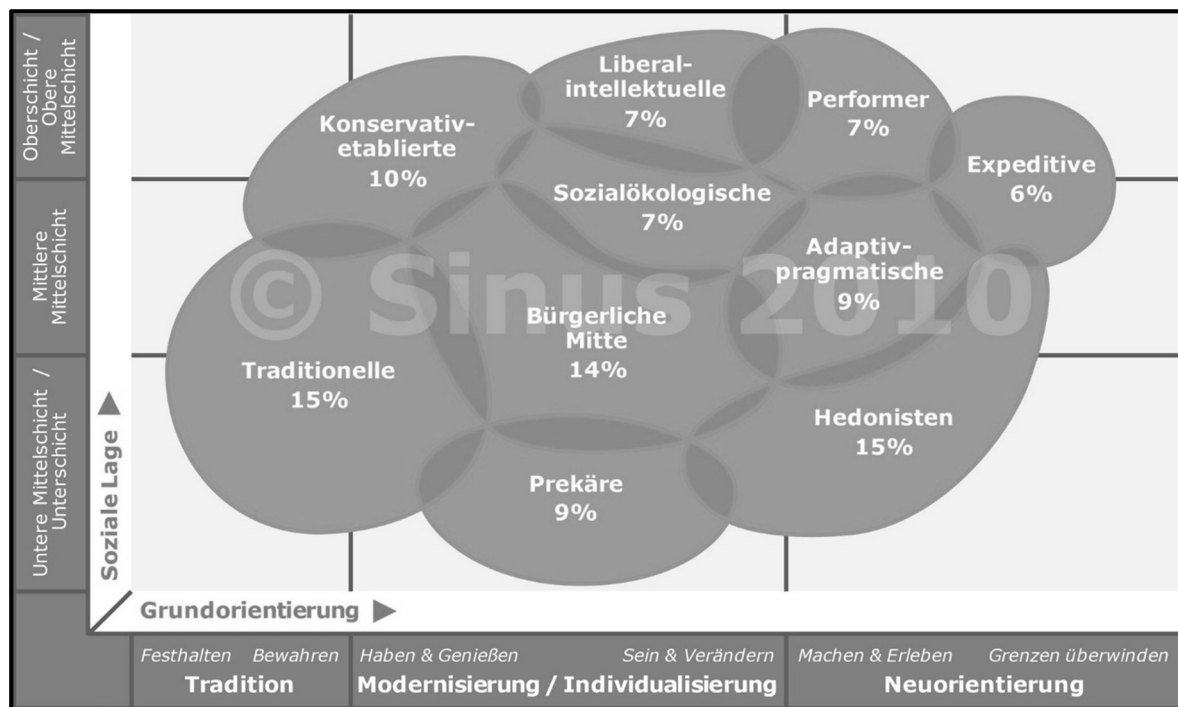 Oberschicht /
Obere
Mittelschicht
Mittlere
Mittelschicht
Untere Mittelschicht /
Unterschicht
Soziale Lage ▶
Konservativ-
etablierte
10%
Liberal-
intellektuelle
7%
Performer
7%
Expeditive
6%
Sozialökologische
7%
Adaptiv-
pragmatische
9%
© Sinus 2010
Traditionelle
15%
Bürgerliche
Mitte
14%
Hedonisten
15%
Prekäre
9%
Grundorientierung ▶
Festhalten Bewahren
Tradition
Haben & Genießen Sein & Verändern
Modernisierung / Individualisierung
Machen & Erleben Grenzen überwinden
Neuorientierung